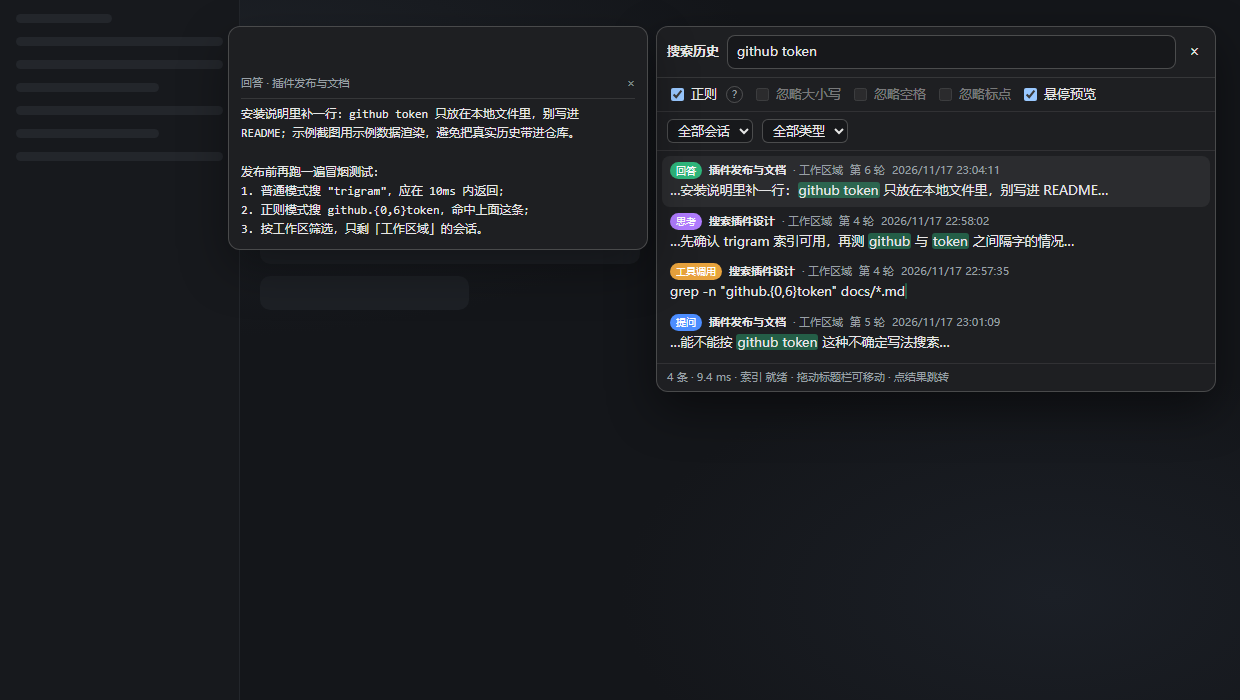 回答 · 插件发布与文档 ×
安装说明里补一行：github token 只放在本地文件里，别写进
README；示例截图用示例数据渲染，避免把真实历史带进仓库。
发布前再跑一遍冒烟测试：
1. 普通模式搜 "trigram"，应在 10ms 内返回；
2. 正则模式搜 github.{0,6}token，命中上面这条；
3. 按工作区筛选，只剩「工作区域」的会话。
搜索历史 github token ×
正则 ? 忽略大小写 忽略空格 忽略标点 悬停预览
全部会话 全部类型
回答 插件发布与文档 · 工作区域 第 6 轮 2026/11/17 23:04:11
…安装说明里补一行：github token 只放在本地文件里，别写进 README…
思考 搜索插件设计 · 工作区域 第 4 轮 2026/11/17 22:58:02
…先确认 trigram 索引可用，再测 github 与 token 之间隔字的情况…
工具调用 搜索插件设计 · 工作区域 第 4 轮 2026/11/17 22:57:35
grep -n "github.{0,6}token" docs/*.md
提问 插件发布与文档 · 工作区域 第 5 轮 2026/11/17 23:01:09
…能不能按 github token 这种不确定写法搜索…
4 条 · 9.4 ms · 索引 就绪 · 拖动标题栏可移动 · 点结果跳转